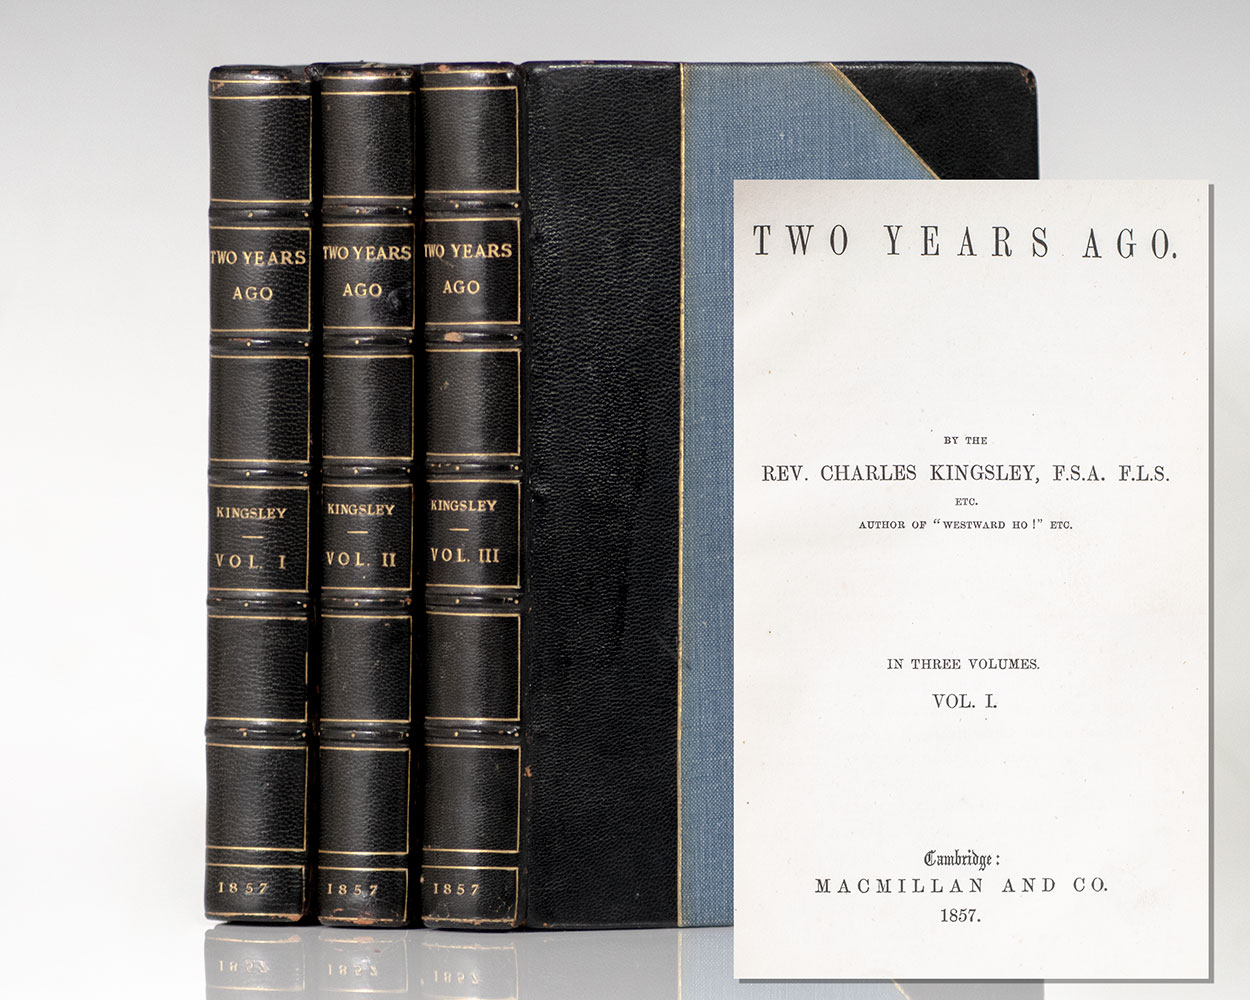 TWO YEARS
AGO
KINGSLEY
VOL. I
1857
TWO YEARS
AGO
KINGSLEY
VOL. II
1857
TWO YEARS
AGO
KINGSLEY
VOL. III
1857
TWO YEARS AGO.
BY THE
REV. CHARLES KINGSLEY, F.S.A. F.L.S.
ETC.
AUTHOR OF "WESTWARD HO!" ETC.
IN THREE VOLUMES.
VOL. I.
Cambridge:
MACMILLAN AND CO.
1857.